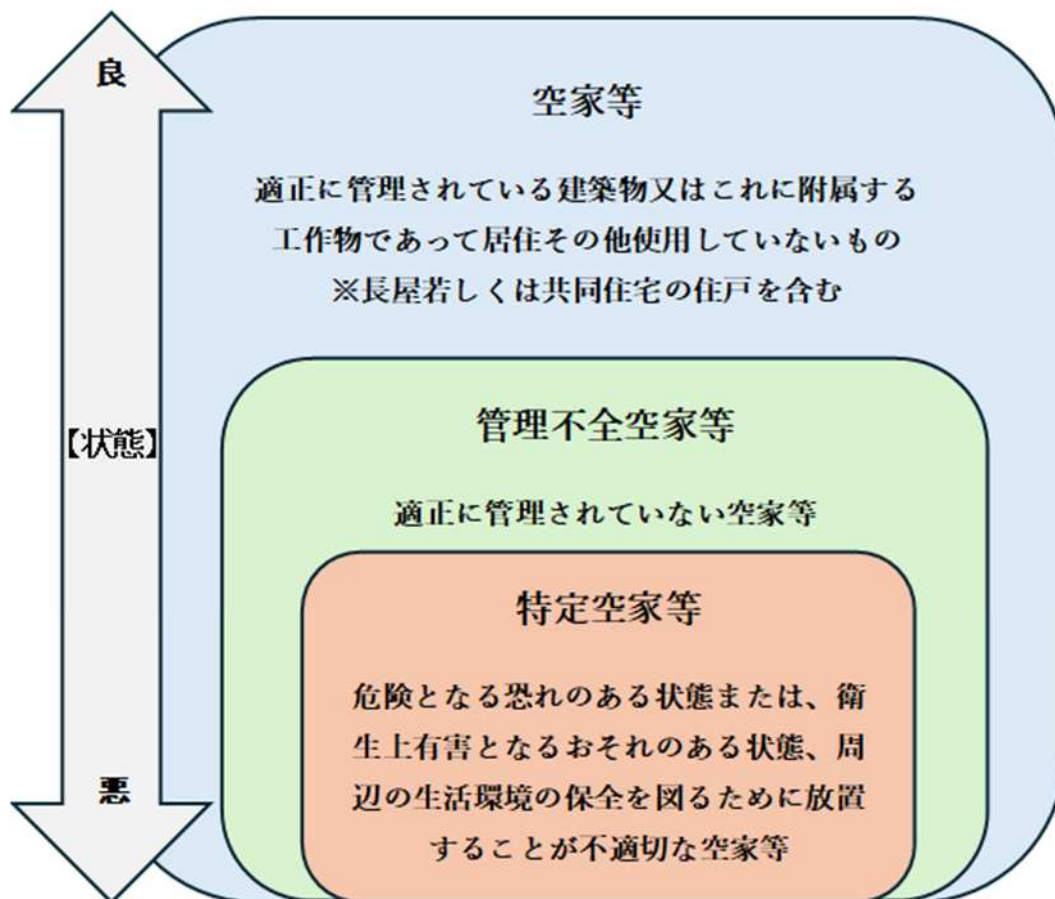 良
空家等
適正に管理されている建築物又はこれに附属する
工作物であって居住その他使用していないもの
※長屋若しくは共同住宅の住戸を含む
【状態】
管理不全空家等
適正に管理されていない空家等
特定空家等
危険となる恐れのある状態または、衛
生上有害となるおそれのある状態、周
辺の生活環境の保全を図るために放置
することが不適切な空家等
悪